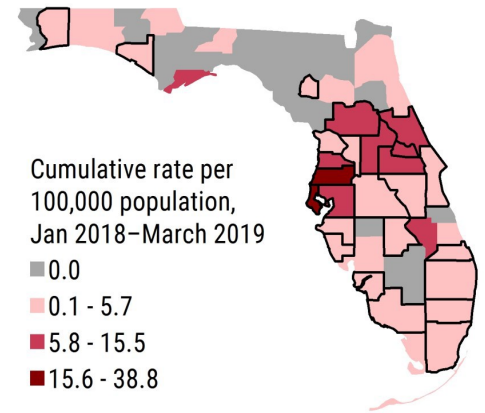 Cumulative rate per
100,000 population,
Jan 2018–March 2019
0.0
0.1 - 5.7
5.8 - 15.5
15.6 - 38.8